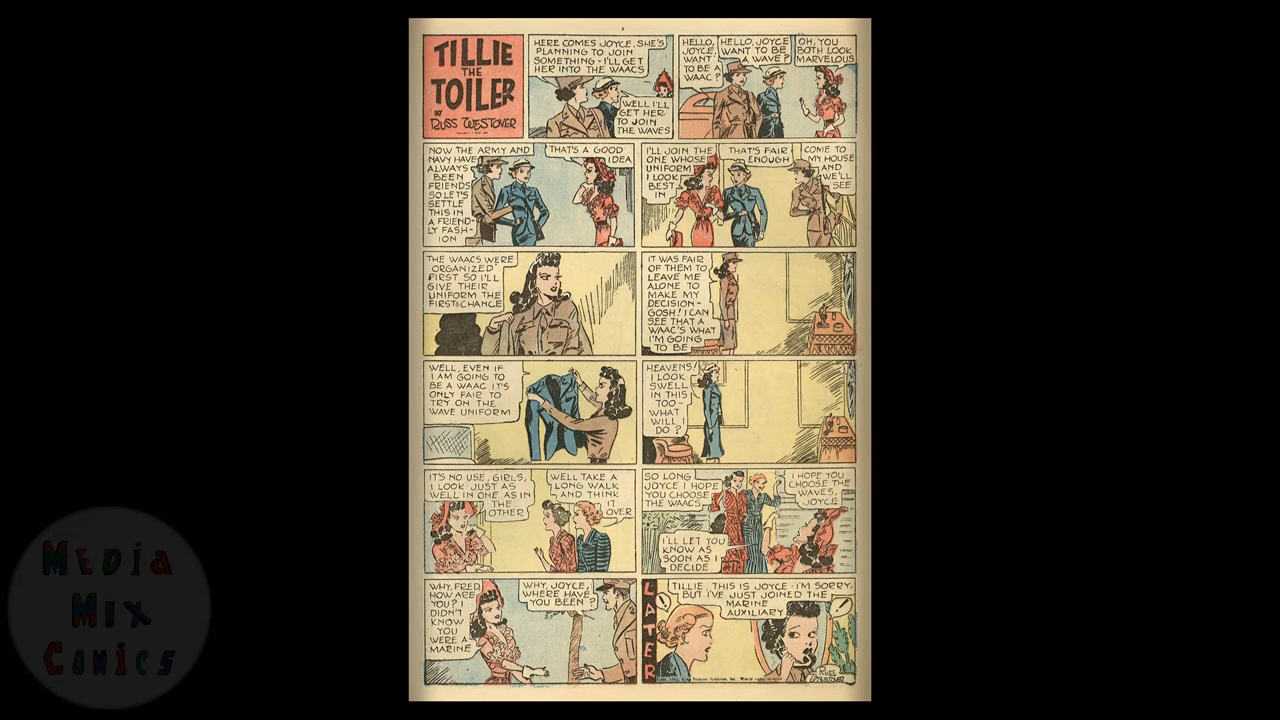 TILLIE
THE
TOILER
BY
RUSS WESTOVER
HERE COMES JOYCE, SHE'S
PLANNING TO JOIN
SOMETHING - I'LL GET
HER INTO THE WAACS
WELL I'LL
GET HER
TO JOIN
THE WAVES
HELLO,
JOYCE,
WANT
TO BE A
WAAC?
HELLO, JOYCE
WANT TO BE
A WAVE?
OH, YOU
BOTH LOOK
MARVELOUS
NOW THE ARMY AND
NAVY HAVE
ALWAYS
BEEN
FRIENDS
SO LET'S
SETTLE
THIS IN
A FRIEND-
LY FASH-
ION
THAT'S A GOOD
IDEA
I'LL JOIN THE
ONE WHOSE
UNIFORM
I LOOK
BEST
IN
THAT'S FAIR
ENOUGH
COME TO
MY HOUSE
AND
WE'LL
SEE
THE WAACS WERE
ORGANIZED
FIRST SO I'LL
GIVE THEIR
UNIFORM THE
FIRST CHANCE
IT WAS FAIR
OF THEM TO
LEAVE ME
ALONE TO
MAKE MY
DECISION-
GOSH! I CAN
SEE THAT A
WAAC'S WHAT
I'M GOING
TO BE
WELL, EVEN IF
I AM GOING TO
BE A WAAC IT'S
ONLY FAIR TO
TRY ON THE
WAVE UNIFORM
HEAVENS!
I LOOK
SWELL
IN THIS
TOO-
WHAT
WILL I
DO?
IT'S NO USE, GIRLS,
I LOOK JUST AS
WELL IN ONE AS IN
THE
OTHER
WELL TAKE A
LONG WALK
AND THINK
IT
OVER
SO LONG
JOYCE I HOPE
YOU CHOOSE
THE WAACS
I HOPE YOU
CHOOSE THE
WAVES,
JOYCE
I'LL LET YOU
KNOW AS
SOON AS I
DECIDE
WHY, FRED,
HOW ARE
YOU? I
DIDN'T
KNOW
YOU
WERE A
MARINE
WHY, JOYCE,
WHERE HAVE
YOU BEEN?
LATER
TILLIE, THIS IS JOYCE - I'M SORRY,
BUT I'VE JUST JOINED THE
MARINE
AUXILIARY
!
!
RUSS
WESTOVER
MEDIA
MIX
COMICS